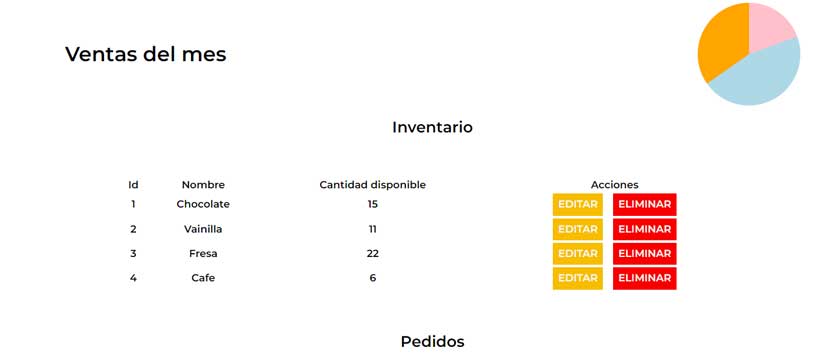 Ventas del mes
Inventario
Id Nombre Cantidad disponible Acciones
1 Chocolate 15 EDITAR ELIMINAR
2 Vainilla 11 EDITAR ELIMINAR
3 Fresa 22 EDITAR ELIMINAR
4 Cafe 6 EDITAR ELIMINAR
Pedidos